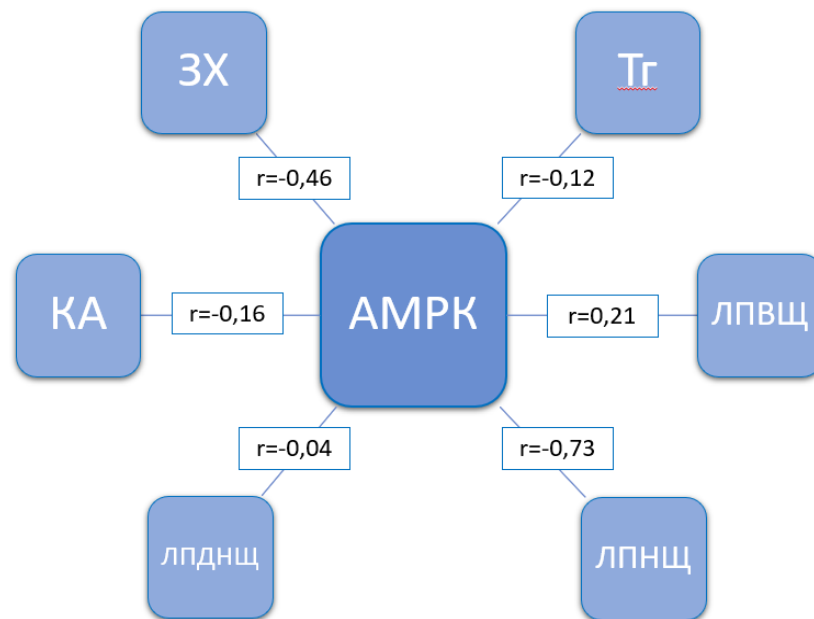 ЗХ
Тг
r=-0,46
r=-0,12
КА
r=-0,16
АМРК
r=0,21
ЛПВЩ
r=-0,04
r=-0,73
ЛПДНЩ
ЛПНЩ